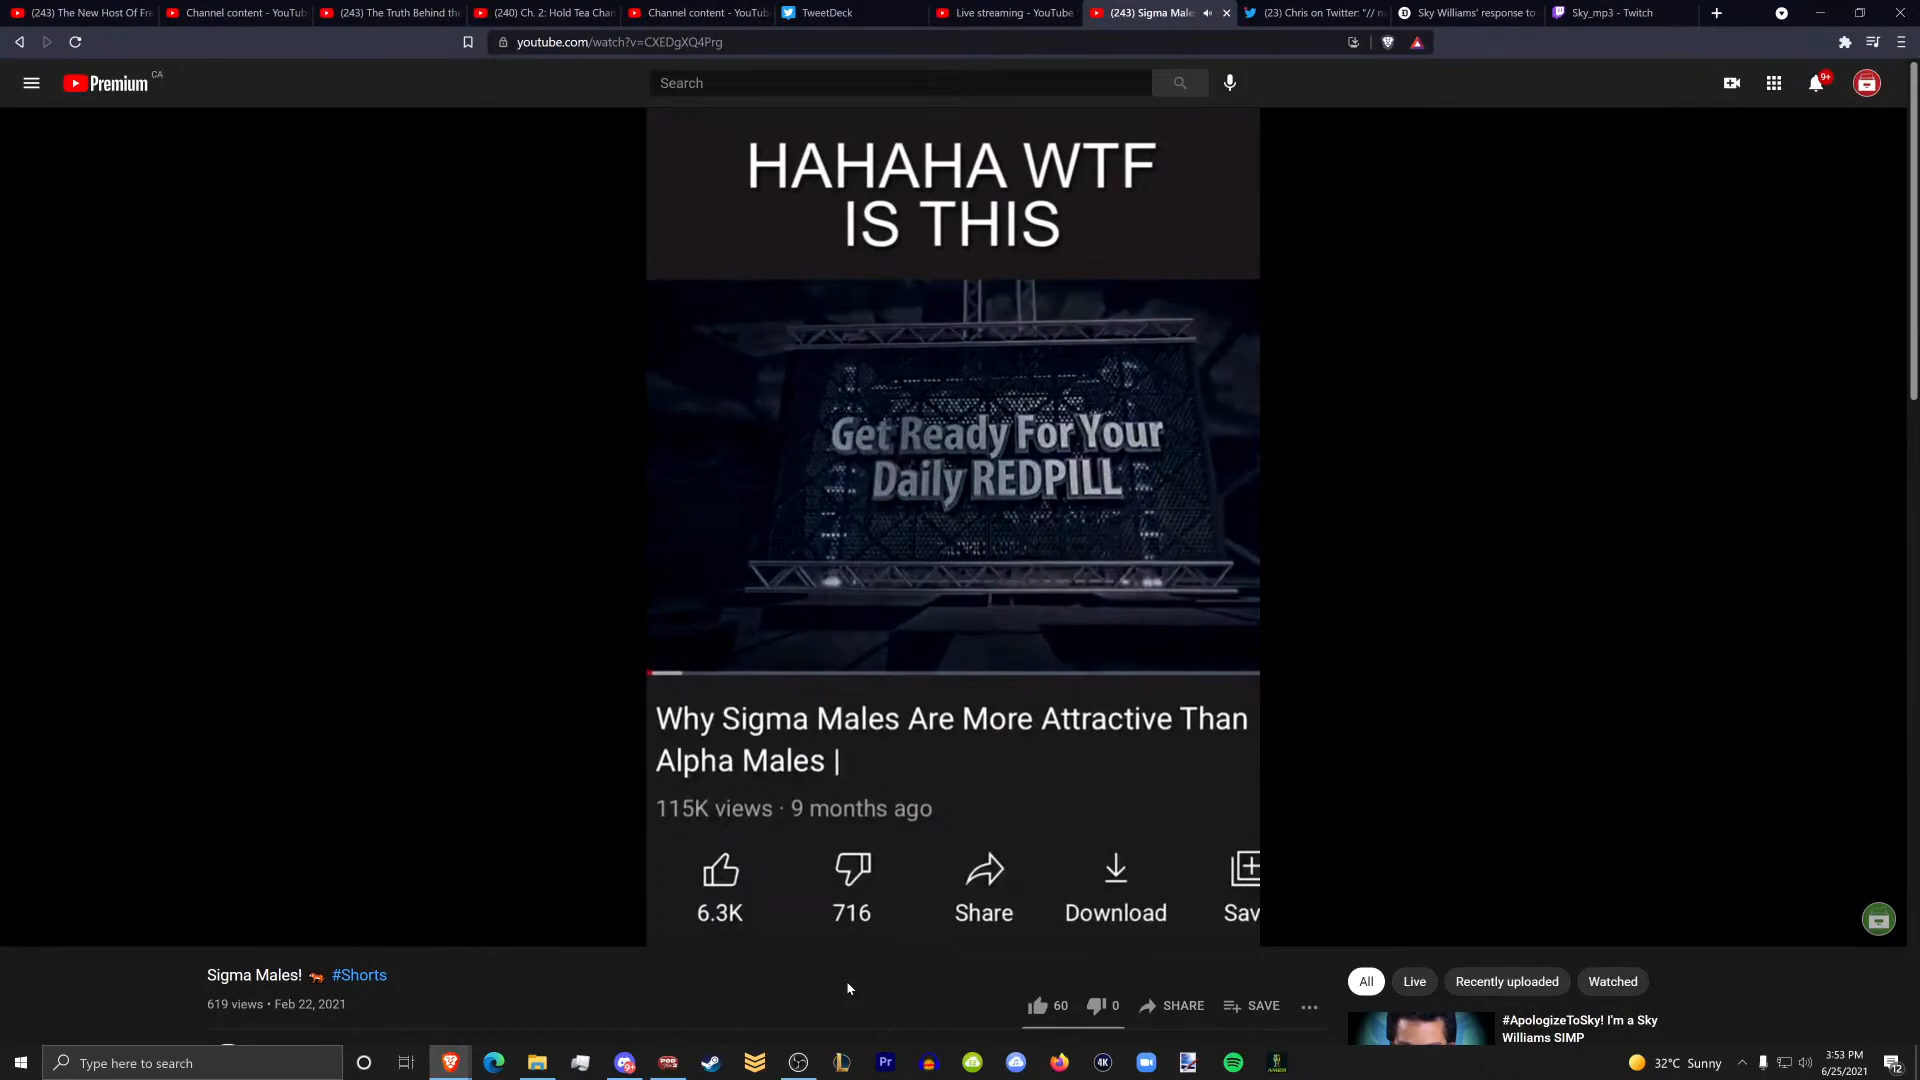 (243) The New Host Of Fre
Channel content - YouTub
(243) The Truth Behind the
(240) Ch. 2: Hold Tea Chan
Channel content - YouTub
TweetDeck
Live streaming - YouTube
(243) Sigma Male
(23) Chris on Twitter: "// n
Sky Williams' response to
Sky_mp3 - Twitch
youtube.com/watch?v=CXEDgXQ4Prg
Premium CA
Search
9+
HAHAHA WTF
IS THIS
Get Ready For Your
Daily REDPILL
Why Sigma Males Are More Attractive Than
Alpha Males |
115K views · 9 months ago
6.3K
716
Share
Download
Sav
Sigma Males! #Shorts
619 views • Feb 22, 2021
60
0
SHARE
SAVE
All
Live
Recently uploaded
Watched
#ApologizeToSky! I'm a Sky
Williams SIMP
Type here to search
Pr
4K
32°C Sunny
3:53 PM
6/25/2021
12